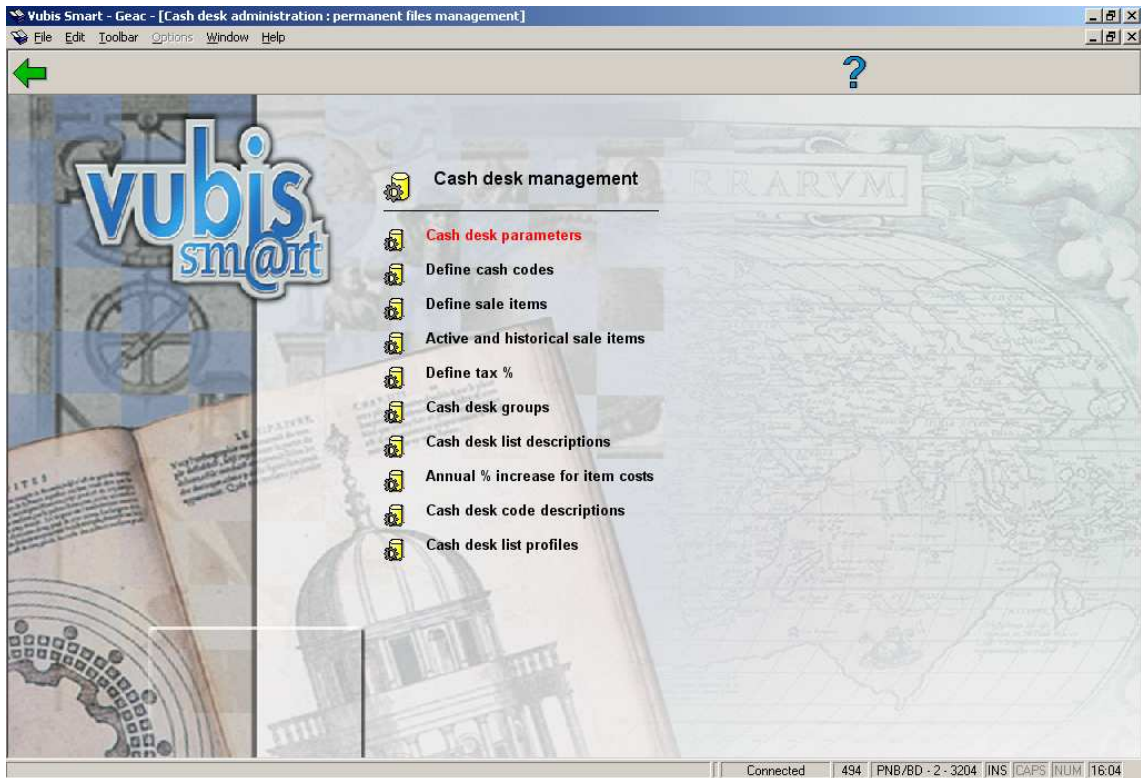 Vubis Smart - Geac - [Cash desk administration : permanent files management]
File Edit Toolbar Options Window Help
?
vubis
sm@rt
Cash desk management
RRARVM
Cash desk parameters
Define cash codes
Define sale items
Active and historical sale items
Define tax %
Cash desk groups
Cash desk list descriptions
Annual % increase for item costs
Cash desk code descriptions
Cash desk list profiles
Connected 494 PNB/BD - 2 - 3204 INS CAPS NUM 16:04